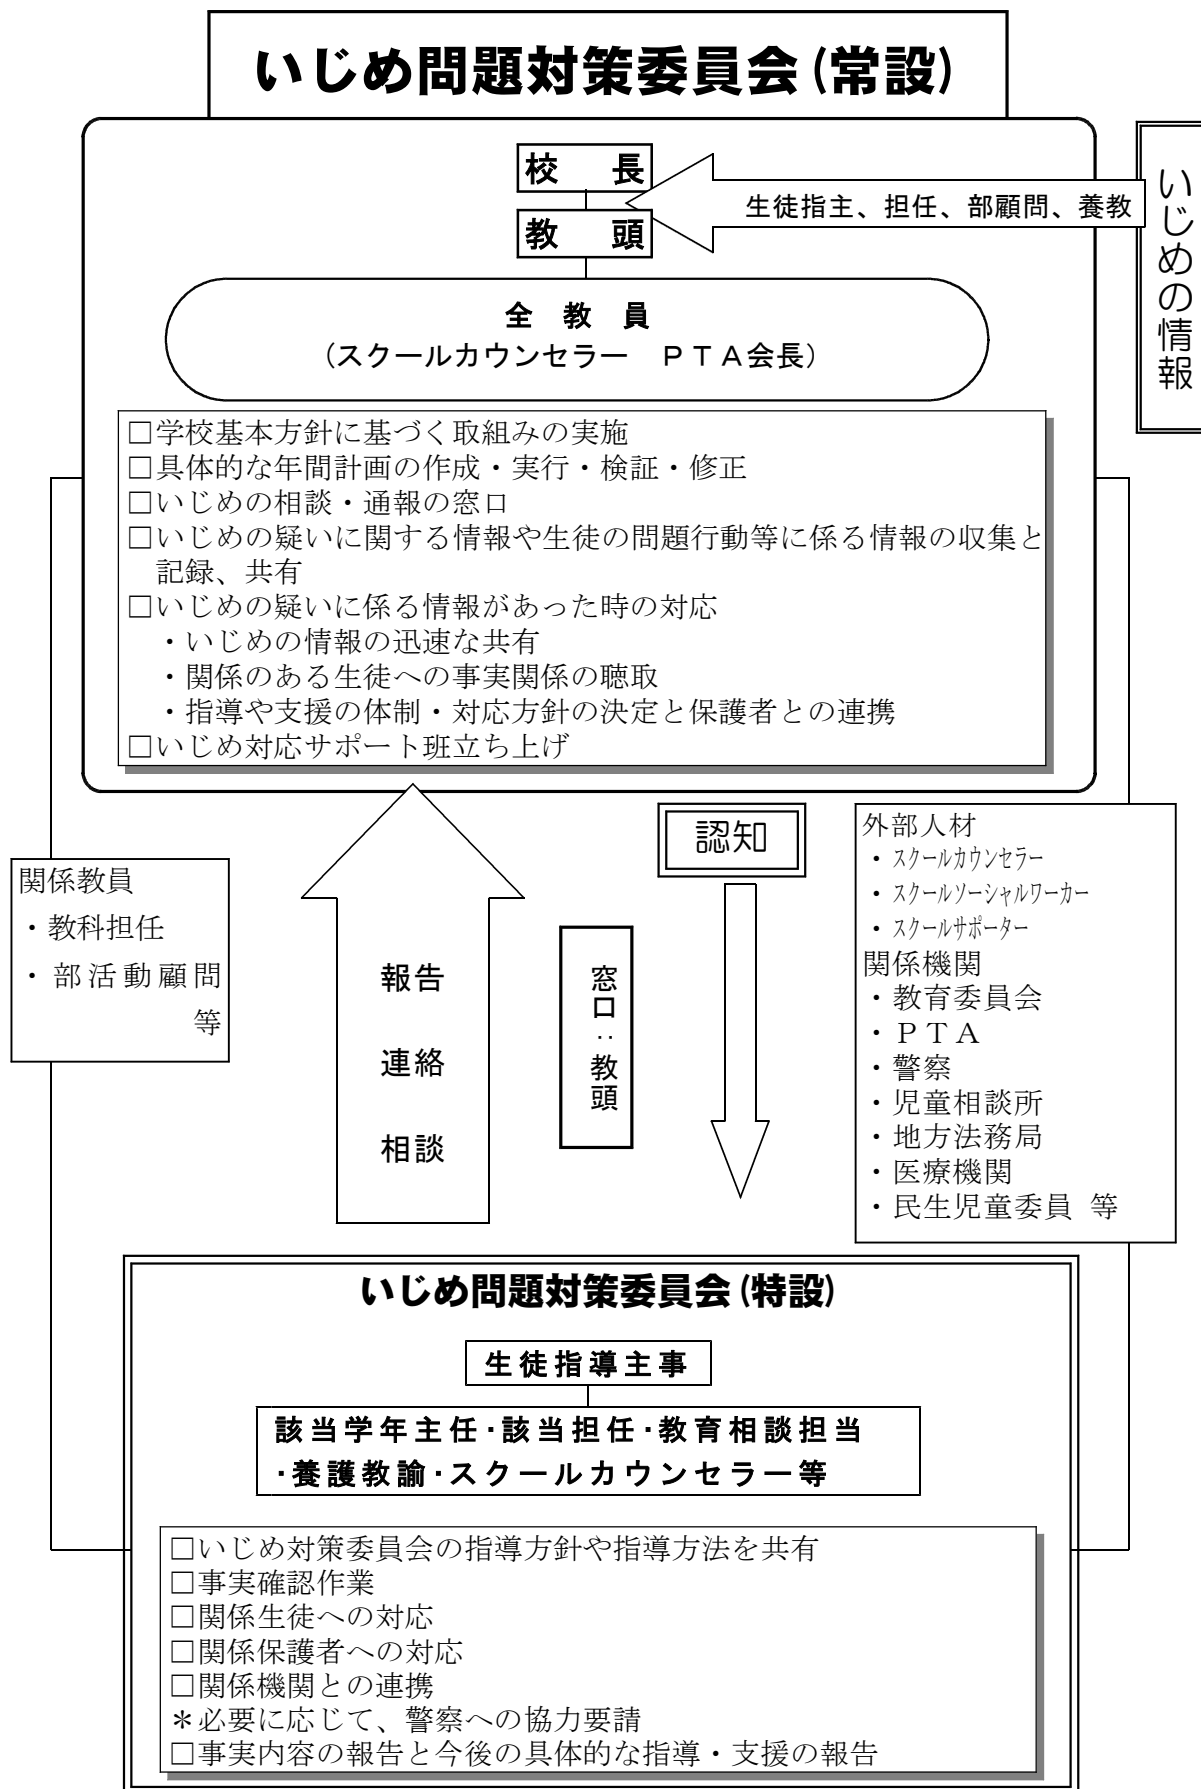 いじめ問題対策委員会(常設)
校　長
生徒指主、担任、部顧問、養教
いじめの情報
教　頭
全　教　員
(スクールカウンセラー　ＰＴＡ会長)
□学校基本方針に基づく取組みの実施
□具体的な年間計画の作成・実行・検証・修正
□いじめの相談・通報の窓口
□いじめの疑いに関する情報や生徒の問題行動等に係る情報の収集と
記録、共有
□いじめの疑いに係る情報があった時の対応
・いじめの情報の迅速な共有
・関係のある生徒への事実関係の聴取
・指導や支援の体制・対応方針の決定と保護者との連携
□いじめ対応サポート班立ち上げ
関係教員
・教科担任
・部活動顧問
等
報告
連絡
相談
窓口：教頭
認知
外部人材
・スクールカウンセラー
・スクールソーシャルワーカー
・スクールサポーター
関係機関
・教育委員会
・ＰＴＡ
・警察
・児童相談所
・地方法務局
・医療機関
・民生児童委員 等
いじめ問題対策委員会(特設)
生徒指導主事
該当学年主任・該当担任・教育相談担当
・養護教諭・スクールカウンセラー等
□いじめ対策委員会の指導方針や指導方法を共有
□事実確認作業
□関係生徒への対応
□関係保護者への対応
□関係機関との連携
＊必要に応じて、警察への協力要請
□事実内容の報告と今後の具体的な指導・支援の報告